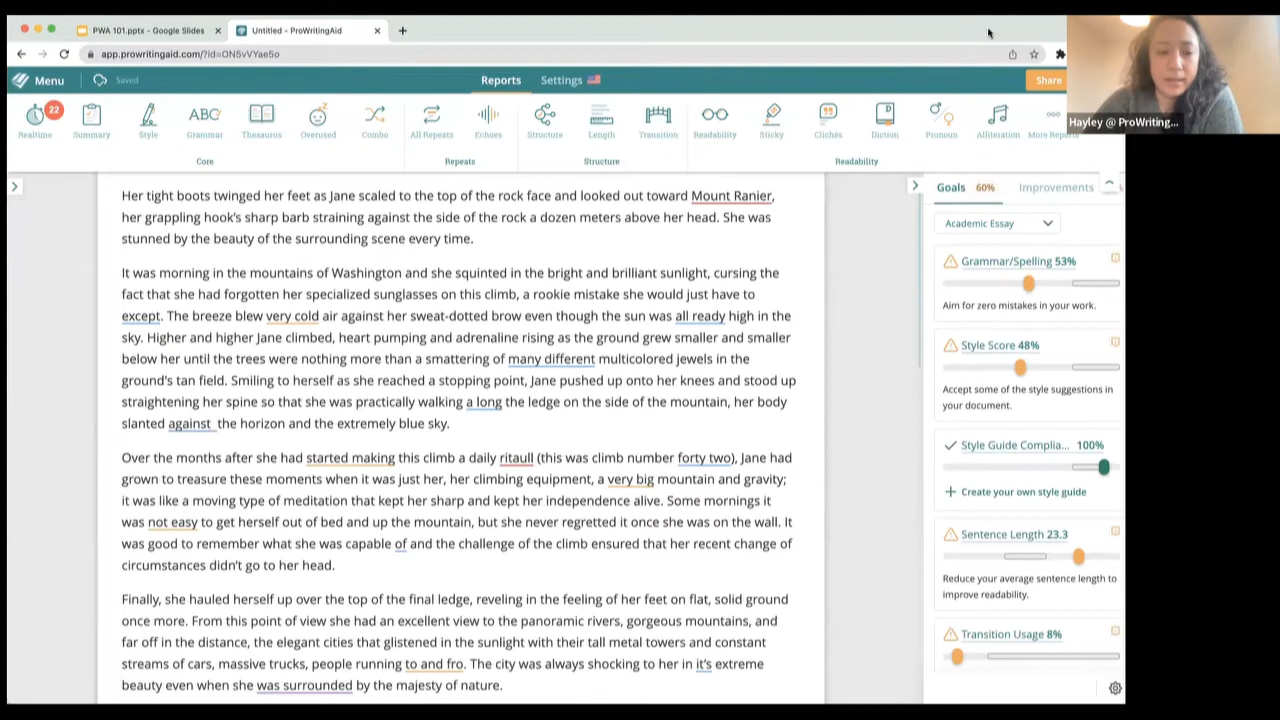 PWA 101.pptx - Google Slides
Untitled - ProWritingAid
app.prowritingaid.com/?id=ON5vVYae5o
Menu
Saved
Reports
Settings
Share
22
Realtime
Summary
Style
ABC
Grammar
Thesaurus
Overused
Combo
All Repeats
Echoes
Structure
Length
Transition
Readability
Sticky
Clichés
Diction
Pronoun
Alliteration
More Reports
Core
Repeats
Structure
Readability
Hayley @ ProWriting...
Her tight boots twinged her feet as Jane scaled to the top of the rock face and looked out toward Mount Ranier,
her grappling hook's sharp barb straining against the side of the rock a dozen meters above her head. She was
stunned by the beauty of the surrounding scene every time.
It was morning in the mountains of Washington and she squinted in the bright and brilliant sunlight, cursing the
fact that she had forgotten her specialized sunglasses on this climb, a rookie mistake she would just have to
except. The breeze blew very cold air against her sweat-dotted brow even though the sun was all ready high in the
sky. Higher and higher Jane climbed, heart pumping and adrenaline rising as the ground grew smaller and smaller
below her until the trees were nothing more than a smattering of many different multicolored jewels in the
ground's tan field. Smiling to herself as she reached a stopping point, Jane pushed up onto her knees and stood up
straightening her spine so that she was practically walking a long the ledge on the side of the mountain, her body
slanted against  the horizon and the extremely blue sky.
Over the months after she had started making this climb a daily ritaull (this was climb number forty two), Jane had
grown to treasure these moments when it was just her, her climbing equipment, a very big mountain and gravity;
it was like a moving type of meditation that kept her sharp and kept her independence alive. Some mornings it
was not easy to get herself out of bed and up the mountain, but she never regretted it once she was on the wall. It
was good to remember what she was capable of and the challenge of the climb ensured that her recent change of
circumstances didn't go to her head.
Finally, she hauled herself up over the top of the final ledge, reveling in the feeling of her feet on flat, solid ground
once more. From this point of view she had an excellent view to the panoramic rivers, gorgeous mountains, and
far off in the distance, the elegant cities that glistened in the sunlight with their tall metal towers and constant
streams of cars, massive trucks, people running to and fro. The city was always shocking to her in it's extreme
beauty even when she was surrounded by the majesty of nature.
Goals 60%
Improvements
Academic Essay
Grammar/Spelling 53%
Aim for zero mistakes in your work.
Style Score 48%
Accept some of the style suggestions in
your document.
Style Guide Complia... 100%
Create your own style guide
Sentence Length 23.3
Reduce your average sentence length to
improve readability.
Transition Usage 8%